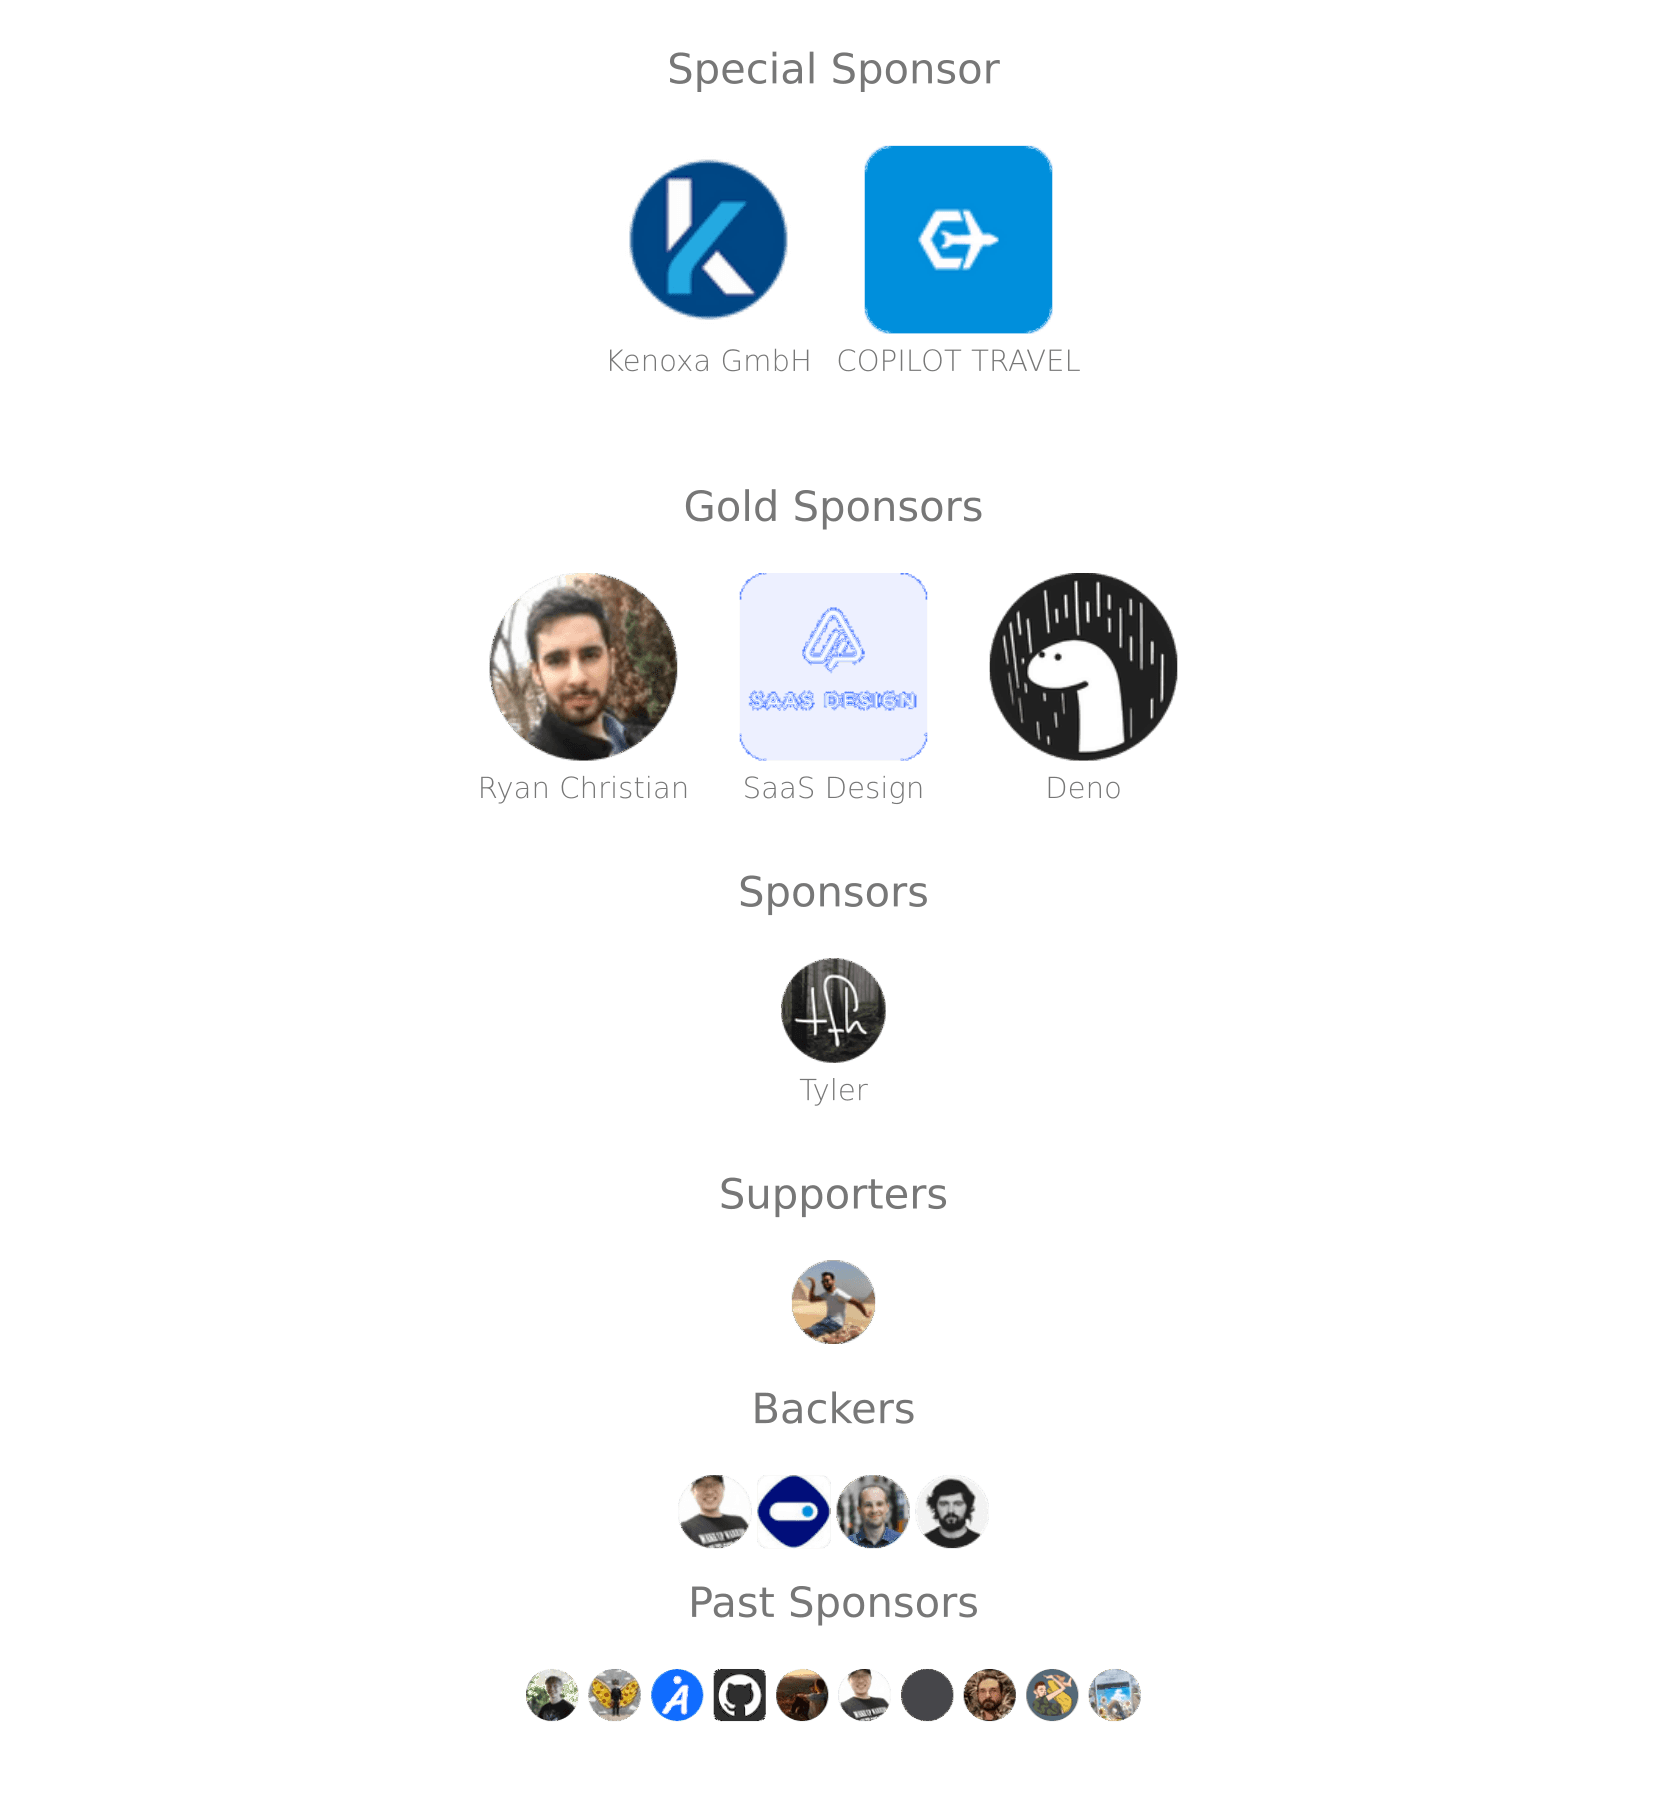 Special Sponsor
Kenoxa GmbH COPILOT TRAVEL
Gold Sponsors
SAAS DESIGN
Ryan Christian SaaS Design Deno
Sponsors
tfh
Tyler
Supporters
Backers
Past Sponsors